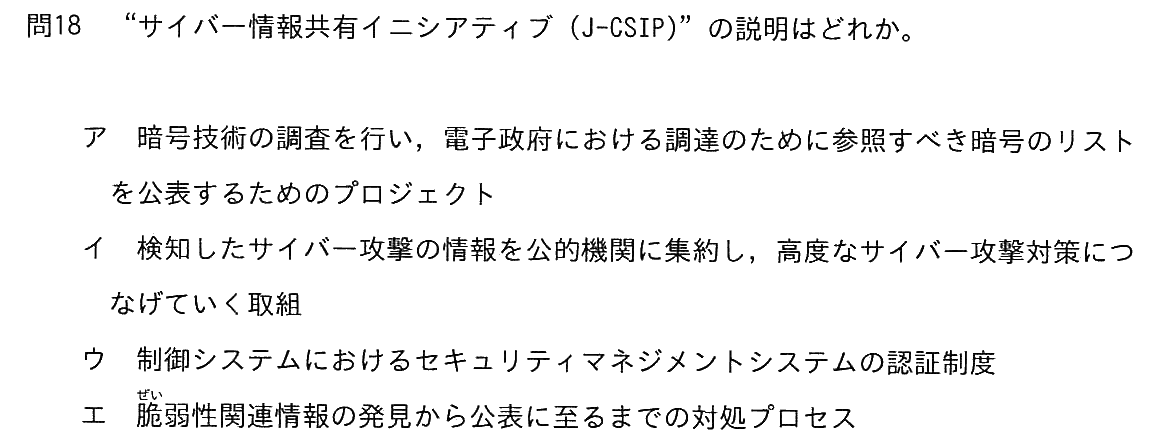 問18　“サイバー情報共有イニシアティブ（J-CSIP）”の説明はどれか。
ア　暗号技術の調査を行い，電子政府における調達のために参照すべき暗号のリスト
を公表するためのプロジェクト
イ　検知したサイバー攻撃の情報を公的機関に集約し，高度なサイバー攻撃対策につ
なげていく取組
ウ　制御システムにおけるセキュリティマネジメントシステムの認証制度
ぜい
エ　脆弱性関連情報の発見から公表に至るまでの対処プロセス